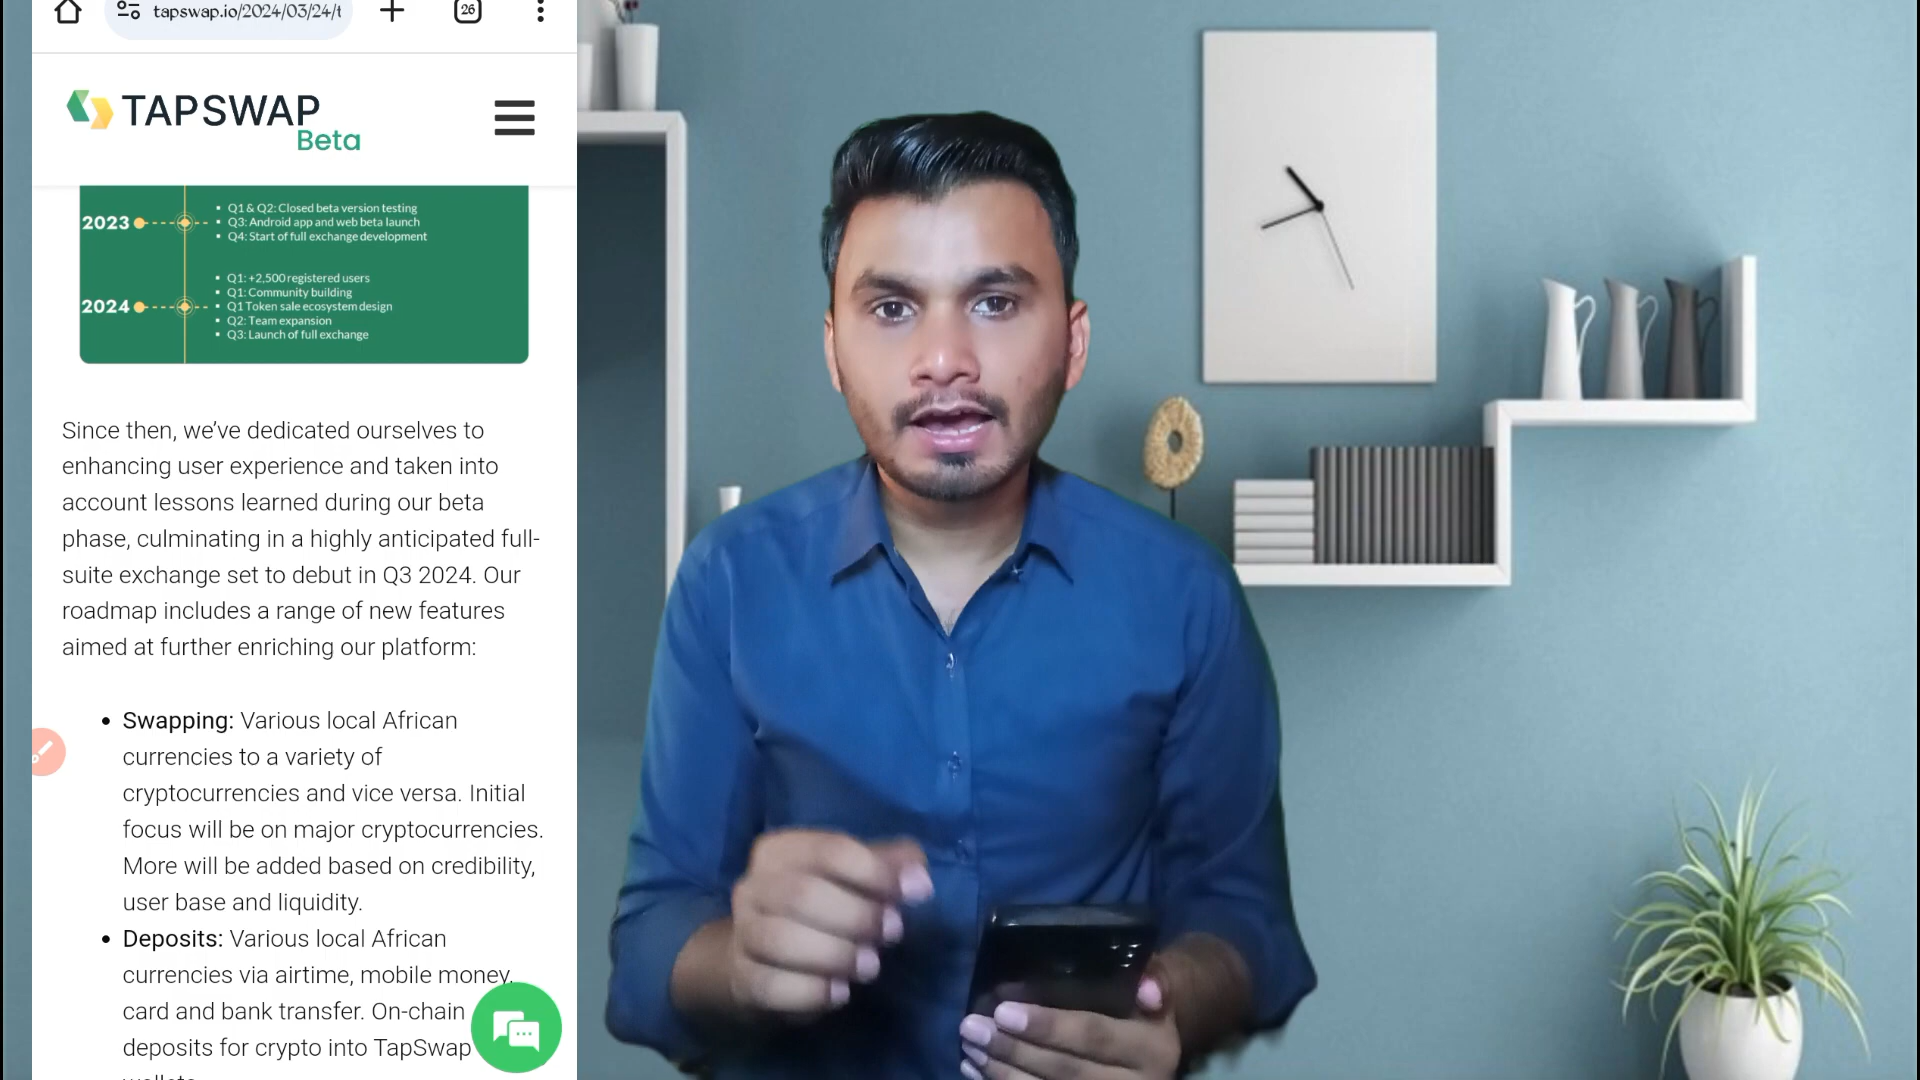 tapswap.io/2024/03/24/t
26
TAPSWAP
Beta
2023
Q1 & Q2: Closed beta version testing
Q3: Android app and web beta launch
Q4: Start of full exchange development
2024
Q1: +2,500 registered users
Q1: Community building
Q1 Token sale ecosystem design
Q2: Team expansion
Q3: Launch of full exchange
Since then, we’ve dedicated ourselves to
enhancing user experience and taken into
account lessons learned during our beta
phase, culminating in a highly anticipated full-
suite exchange set to debut in Q3 2024. Our
roadmap includes a range of new features
aimed at further enriching our platform:
• Swapping: Various local African
currencies to a variety of
cryptocurrencies and vice versa. Initial
focus will be on major cryptocurrencies.
More will be added based on credibility,
user base and liquidity.
• Deposits: Various local African
currencies via airtime, mobile money,
card and bank transfer. On-chain
deposits for crypto into TapSwap